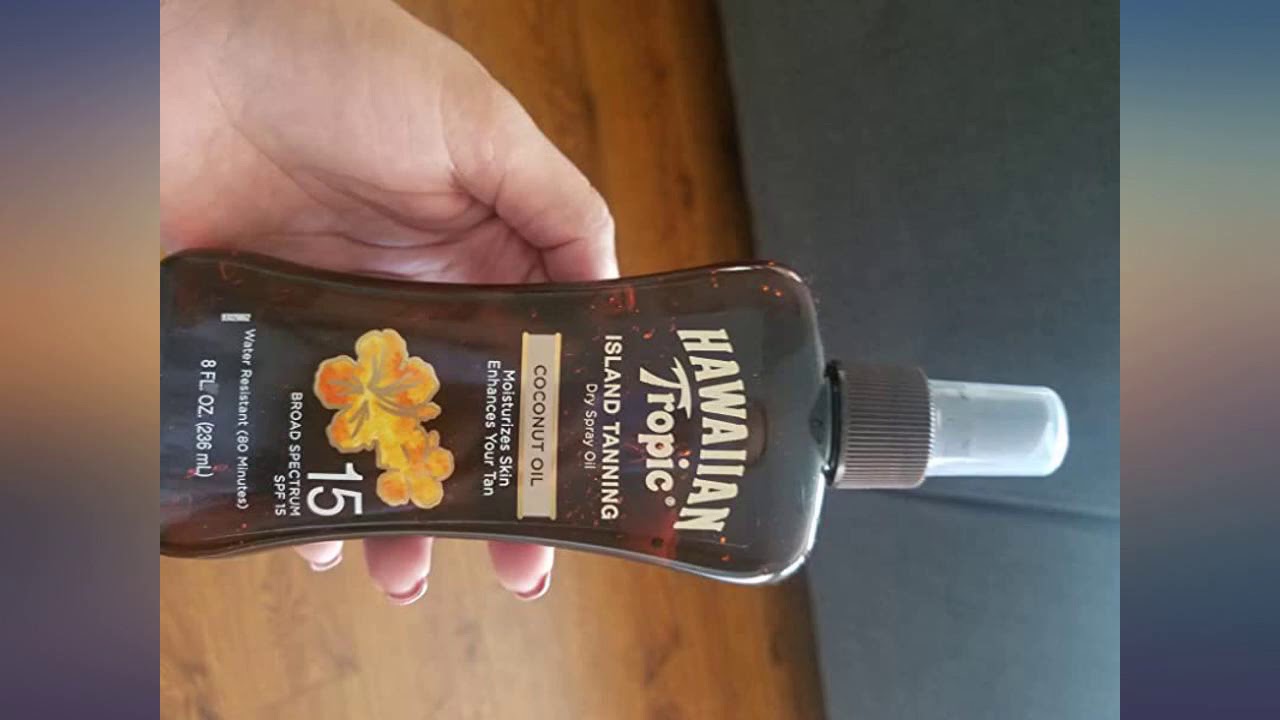 HAWAIIAN
Tropic®
ISLAND TANNING
Dry Spray Oil
COCONUT OIL
Moisturizes Skin
Enhances Your Tan
15
BROAD SPECTRUM
SPF 15
Water Resistant (80 Minutes)
8 FL. OZ. (236 mL)